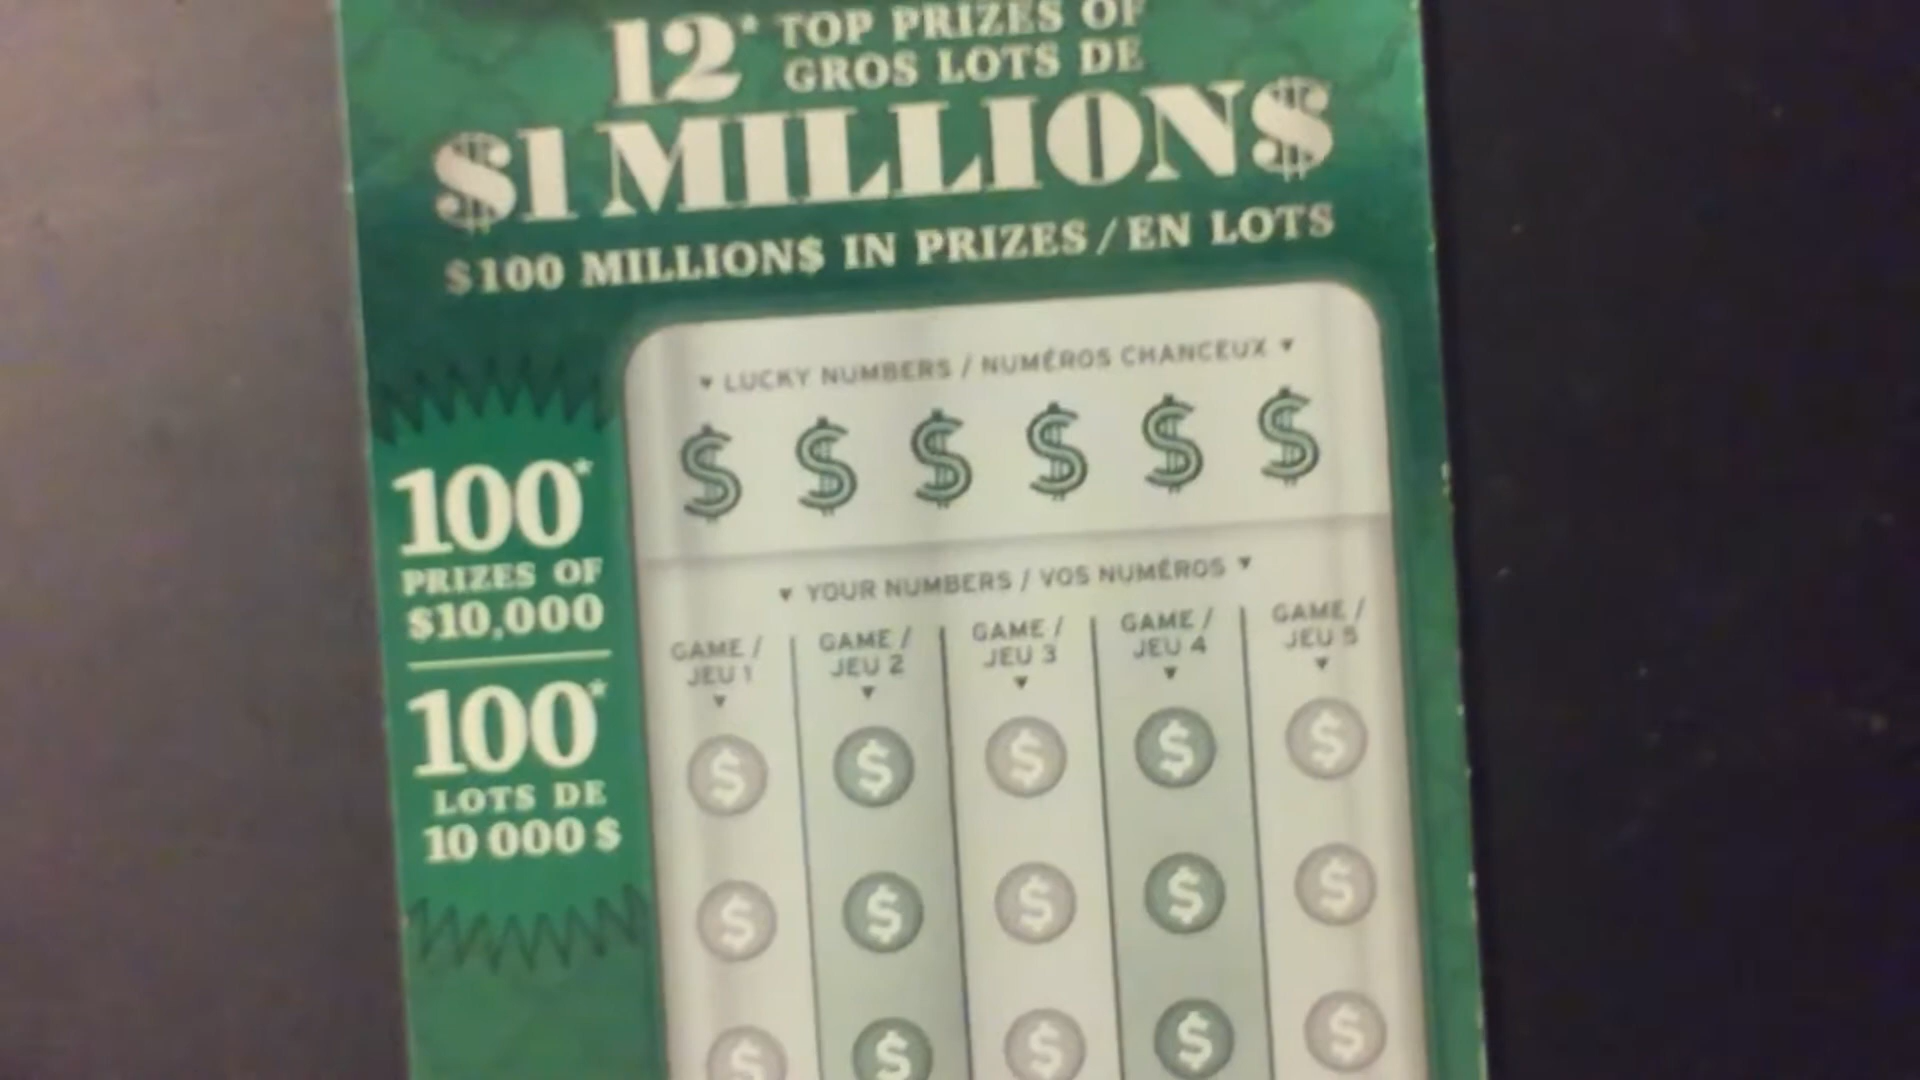 12* TOP PRIZES OF
GROS LOTS DE
$1 MILLION$
$100 MILLION$ IN PRIZES / EN LOTS
▼ LUCKY NUMBERS / NUMÉROS CHANCEUX ▼
$ $ $ $ $ $
100*
PRIZES OF
$10,000
100*
LOTS DE
10 000 $
▼ YOUR NUMBERS / VOS NUMÉROS ▼
GAME / JEU 1 ▼
GAME / JEU 2 ▼
GAME / JEU 3 ▼
GAME / JEU 4 ▼
GAME / JEU 5 ▼
$ $ $ $ $
$ $ $ $ $
$ $ $ $ $